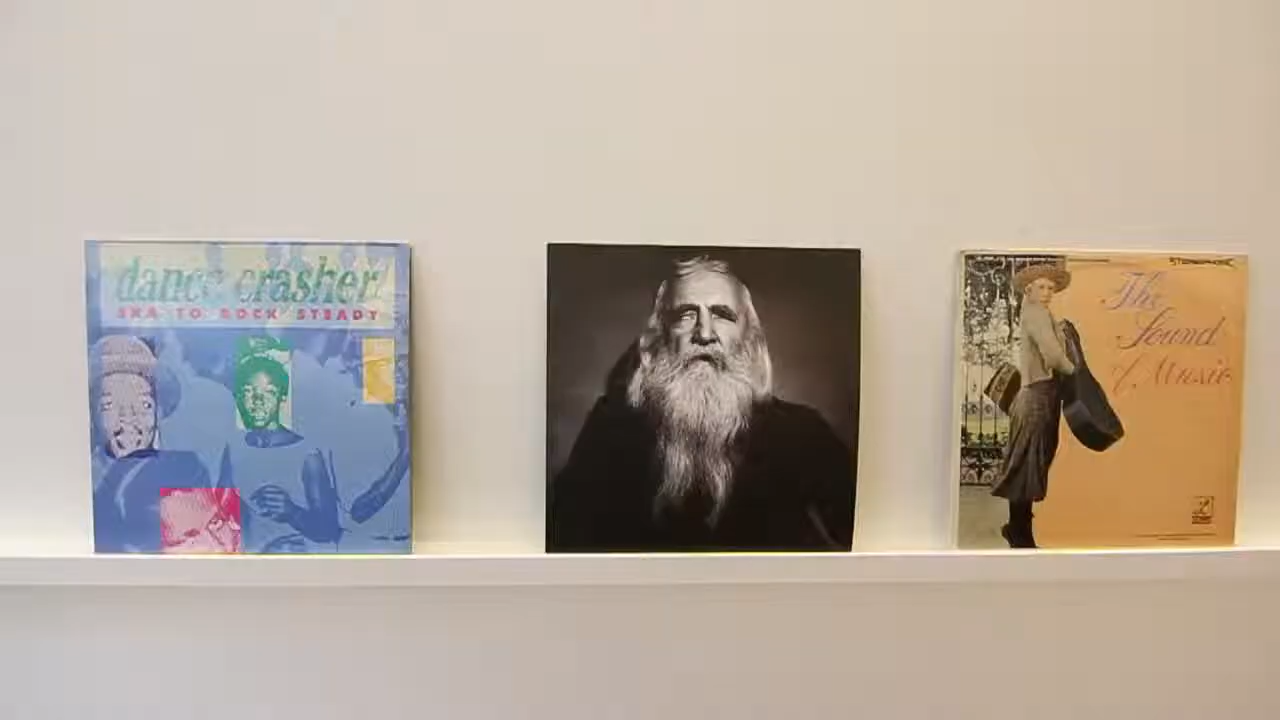 dance crasher
SKA TO ROCK STEADY
STEREOPHONIC
The
Sound
of Music